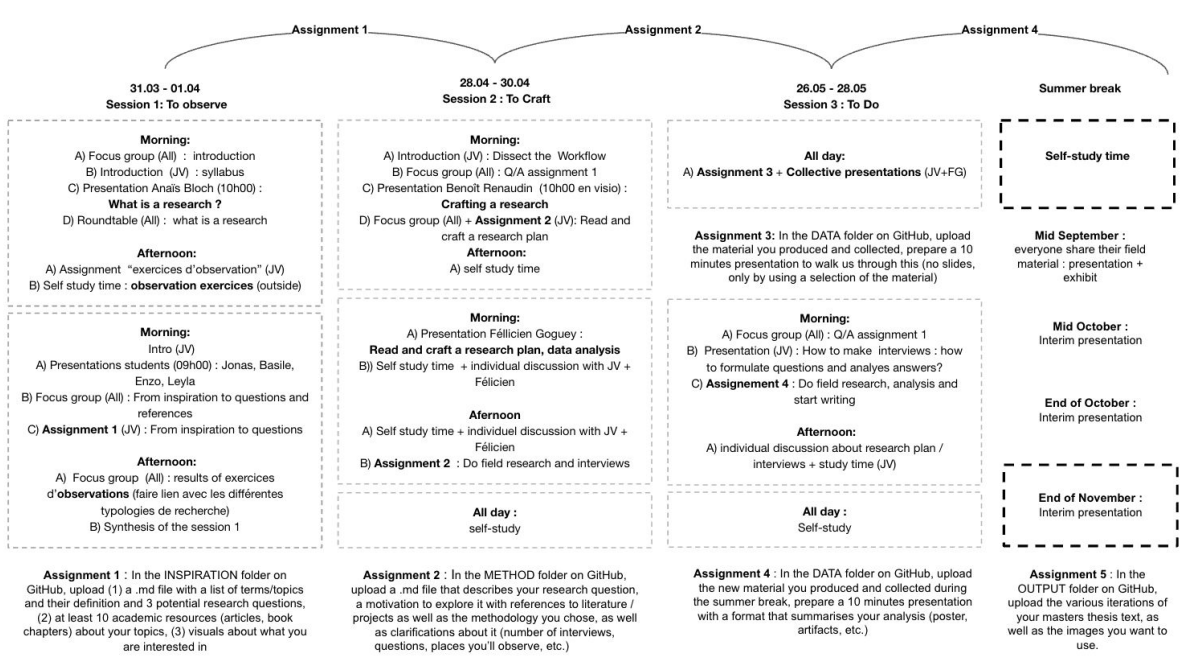 Assignment 1
Assignment 2
Assignment 4
31.03 - 01.04
Session 1: To observe
Morning:
A) Focus group (All) : introduction
B) Introduction (JV) : syllabus
C) Presentation Anaïs Bloch (10h00) :
What is a research ?
D) Roundtable (All) : what is a research
Afternoon:
A) Assignment “exercices d’observation” (JV)
B) Self study time : observation exercices (outside)
Morning:
Intro (JV)
A) Presentations students (09h00) : Jonas, Basile,
Enzo, Leyla
B) Focus group (All) : From inspiration to questions and
references
C) Assignment 1 (JV) : From inspiration to questions
Afternoon:
A) Focus group (All) : results of exercices
d’observations (faire lien avec les différentes
typologies de recherche)
B) Synthesis of the session 1
Assignment 1 : In the INSPIRATION folder on
GitHub, upload (1) a .md file with a list of terms/topics
and their definition and 3 potential research questions,
(2) at least 10 academic resources (articles, book
chapters) about your topics, (3) visuals about what you
are interested in
28.04 - 30.04
Session 2 : To Craft
Morning:
A) Introduction (JV) : Dissect the Workflow
B) Focus group (All) : Q/A assignment 1
C) Presentation Benoît Renaudin (10h00 en visio) :
Crafting a research
D) Focus group (All) + Assignment 2 (JV): Read and
craft a research plan
Afternoon:
A) self study time
Morning:
A) Presentation Féllicien Goguey :
Read and craft a research plan, data analysis
B)) Self study time + individual discussion with JV +
Félicien
Afernoon
A) Self study time + individuel discussion with JV +
Félicien
B) Assignment 2 : Do field research and interviews
All day :
self-study
Assignment 2 : In the METHOD folder on GitHub,
upload a .md file that describes your research question,
a motivation to explore it with references to literature /
projects as well as the methodology you chose, as well
as clarifications about it (number of interviews,
questions, places you’ll observe, etc.)
26.05 - 28.05
Session 3 : To Do
All day:
A) Assignment 3 + Collective presentations (JV+FG)
Assignment 3: In the DATA folder on GitHub, upload
the material you produced and collected, prepare a 10
minutes presentation to walk us through this (no slides,
only by using a selection of the material)
Morning:
A) Focus group (All) : Q/A assignment 1
B) Presentation (JV) : How to make interviews : how
to formulate questions and analyes answers?
C) Assignement 4 : Do field research, analysis and
start writing
Afternoon:
A) individual discussion about research plan /
interviews + study time (JV)
All day :
Self-study
Assignment 4 : In the DATA folder on GitHub, upload
the new material you produced and collected during
the summer break, prepare a 10 minutes presentation
with a format that summarises your analysis (poster,
artifacts, etc.)
Summer break
Self-study time
Mid September :
everyone share their field
material : presentation +
exhibit
Mid October :
Interim presentation
End of October :
Interim presentation
End of November :
Interim presentation
Assignment 5 : In the
OUTPUT folder on GitHub,
upload the various iterations of
your masters thesis text, as
well as the images you want to
use.